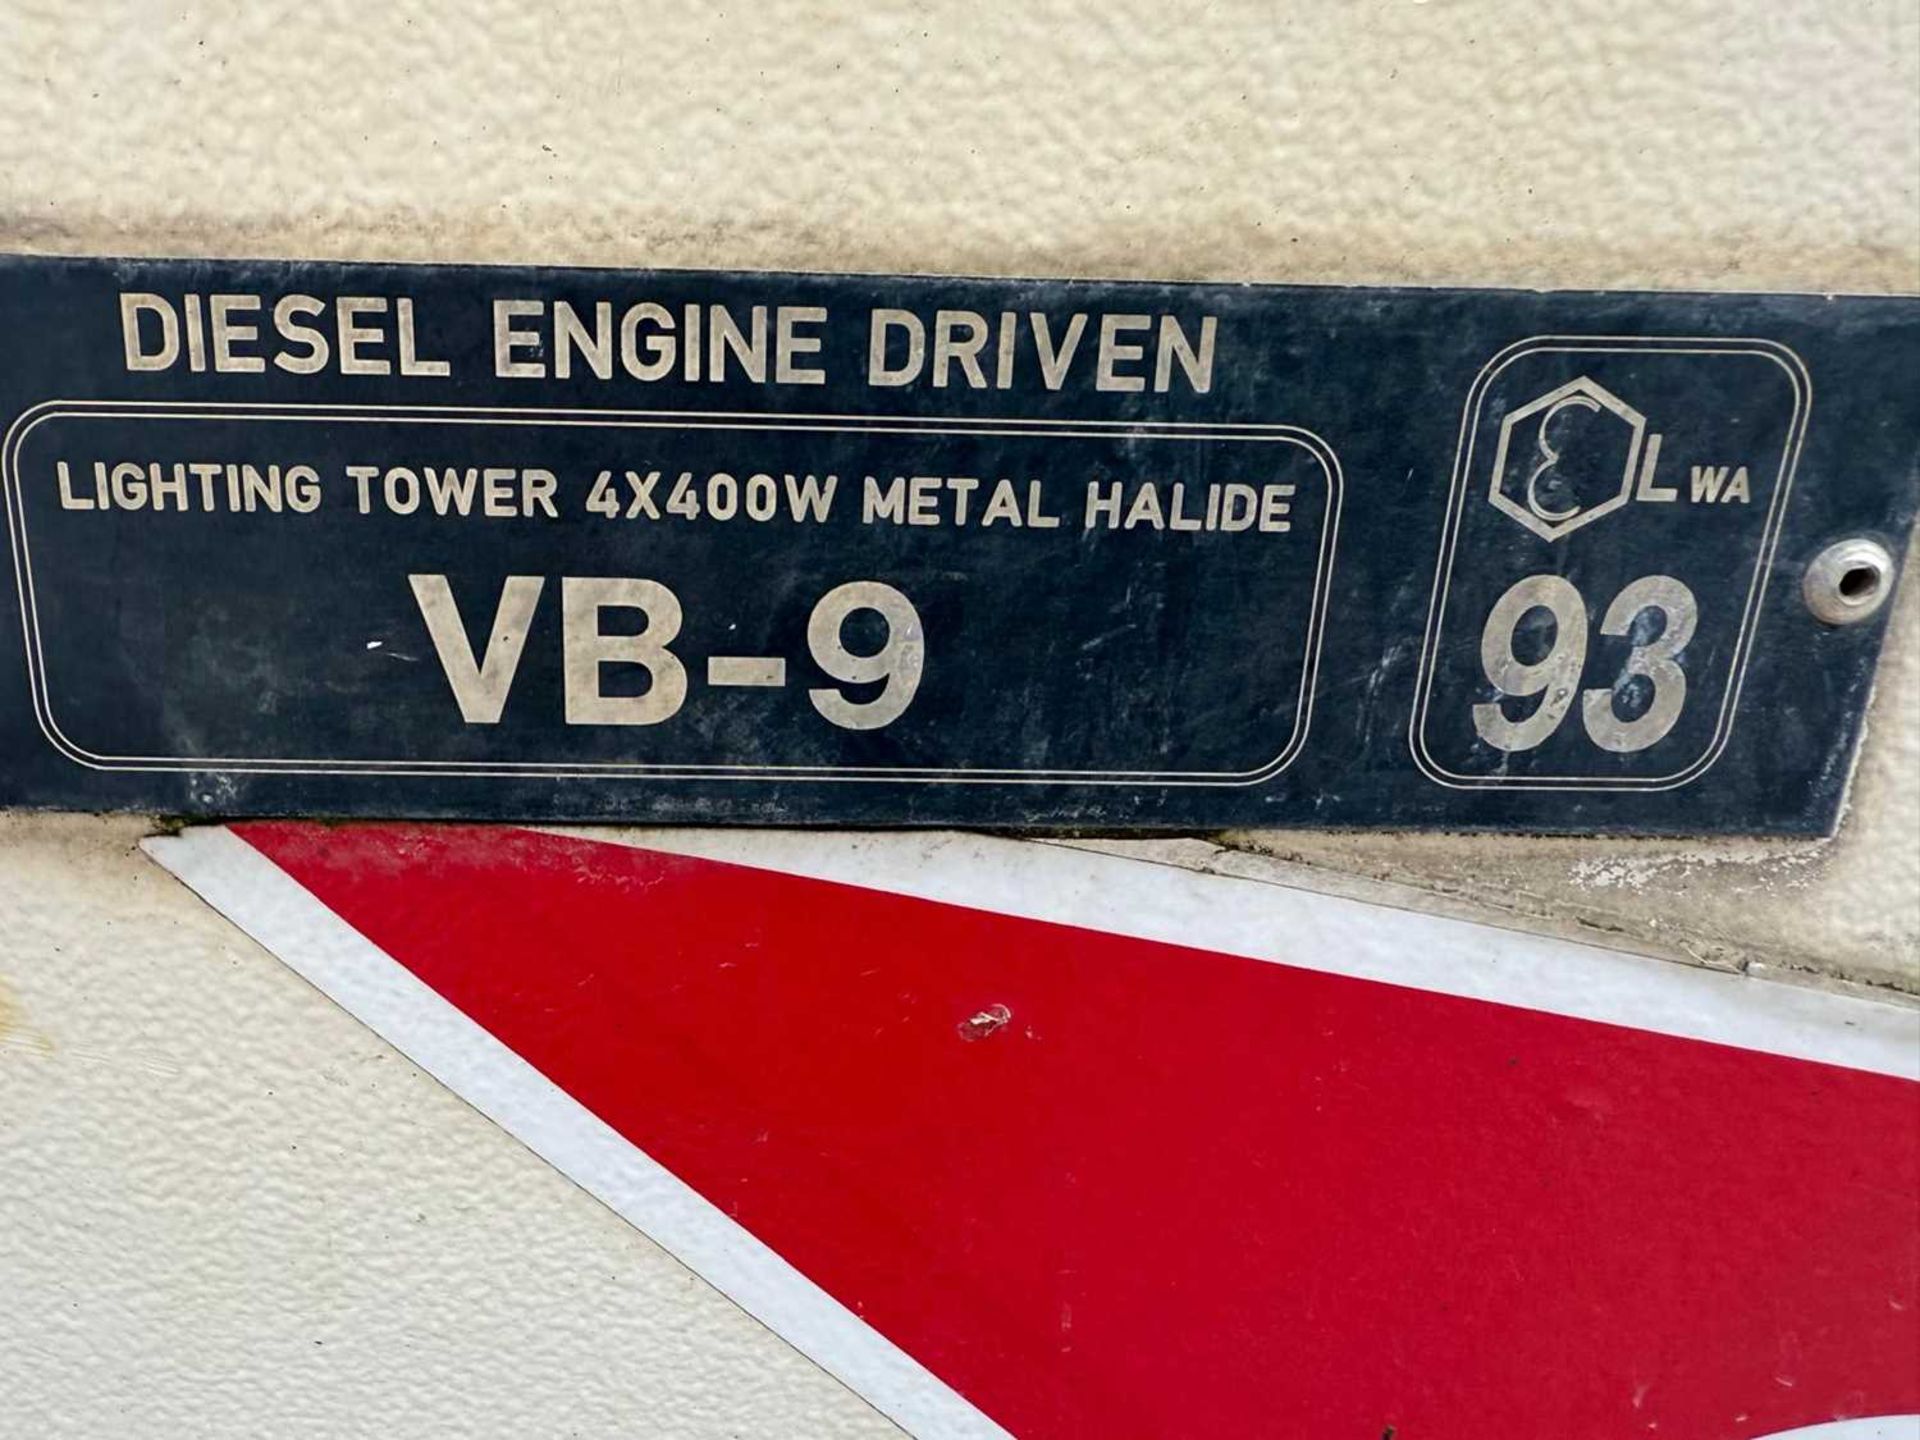 DIESEL ENGINE DRIVEN
LIGHTING TOWER 4X400W METAL HALIDE
VB-9
ε LWA
93